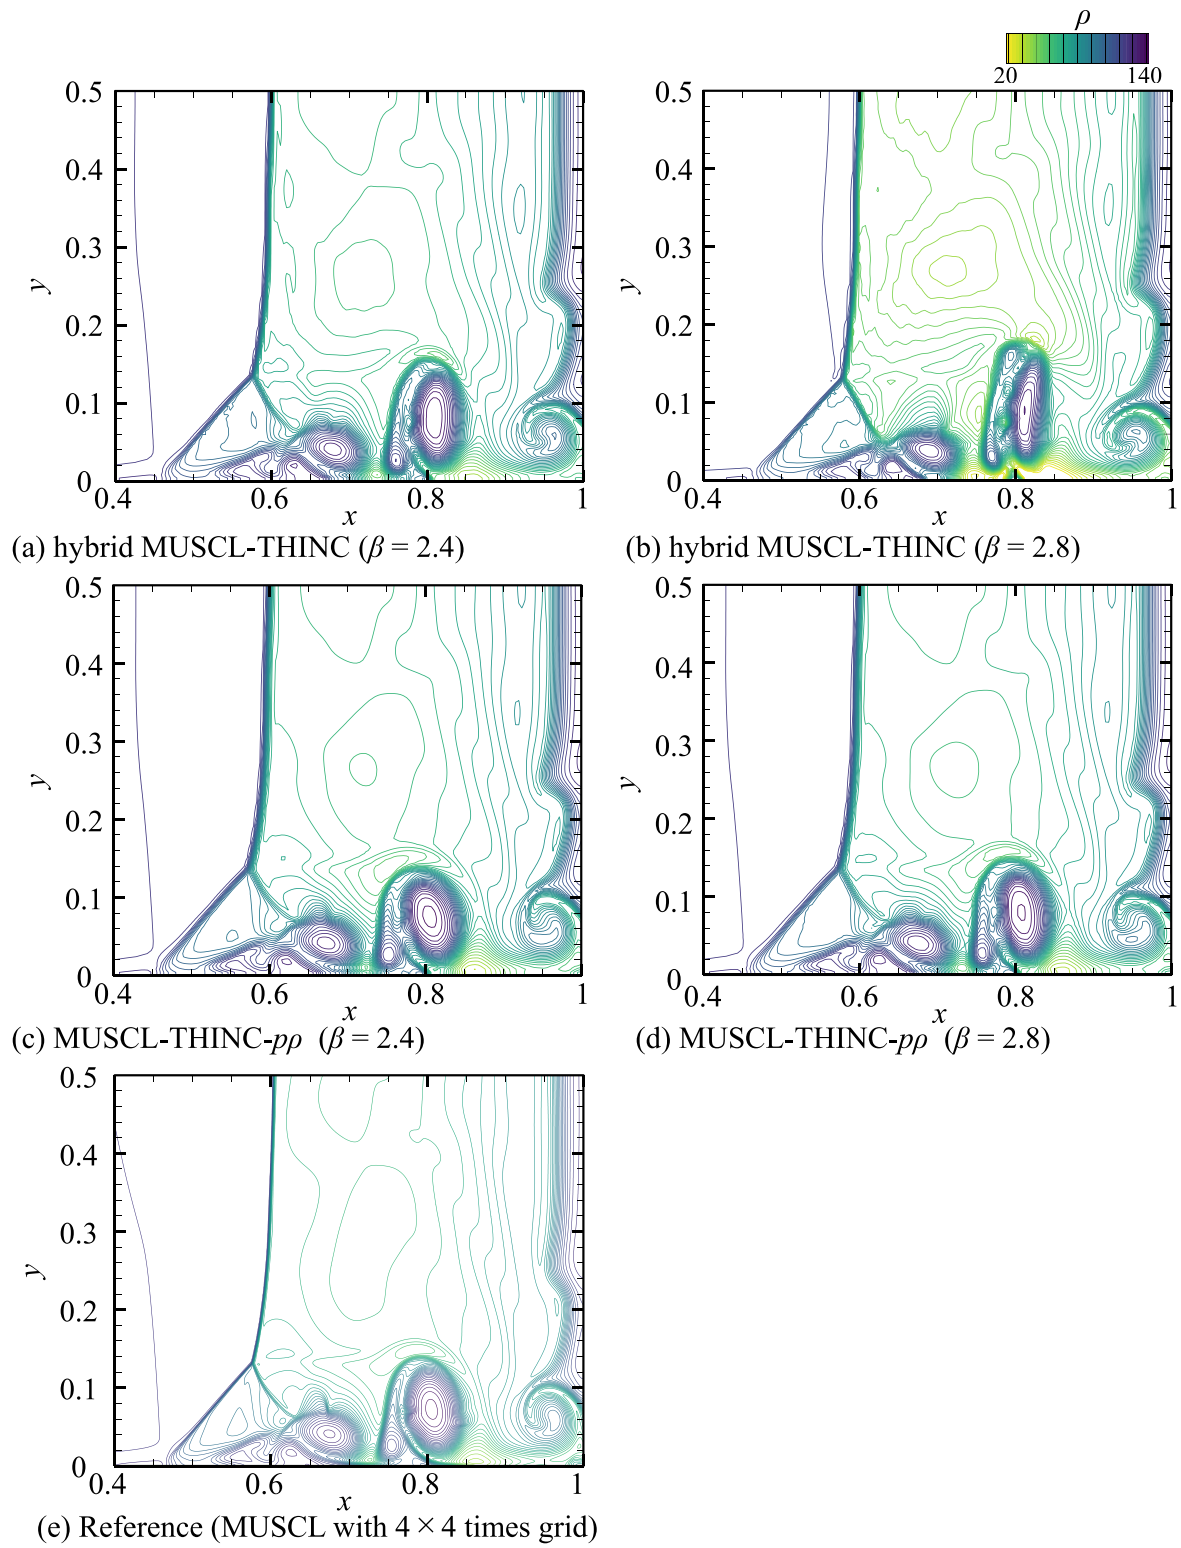 ρ
20 140
0.5
0.4
0.3
y
0.2
0.1
0
0.4 0.6 0.8 1
x
(a) hybrid MUSCL-THINC (β = 2.4)
0.5
0.4
0.3
y
0.2
0.1
0
0.4 0.6 0.8 1
x
(b) hybrid MUSCL-THINC (β = 2.8)
0.5
0.4
0.3
y
0.2
0.1
0
0.4 0.6 0.8 1
x
(c) MUSCL-THINC-pρ (β = 2.4)
0.5
0.4
0.3
y
0.2
0.1
0
0.4 0.6 0.8 1
x
(d) MUSCL-THINC-pρ (β = 2.8)
0.5
0.4
0.3
y
0.2
0.1
0
0.4 0.6 0.8 1
x
(e) Reference (MUSCL with 4 × 4 times grid)